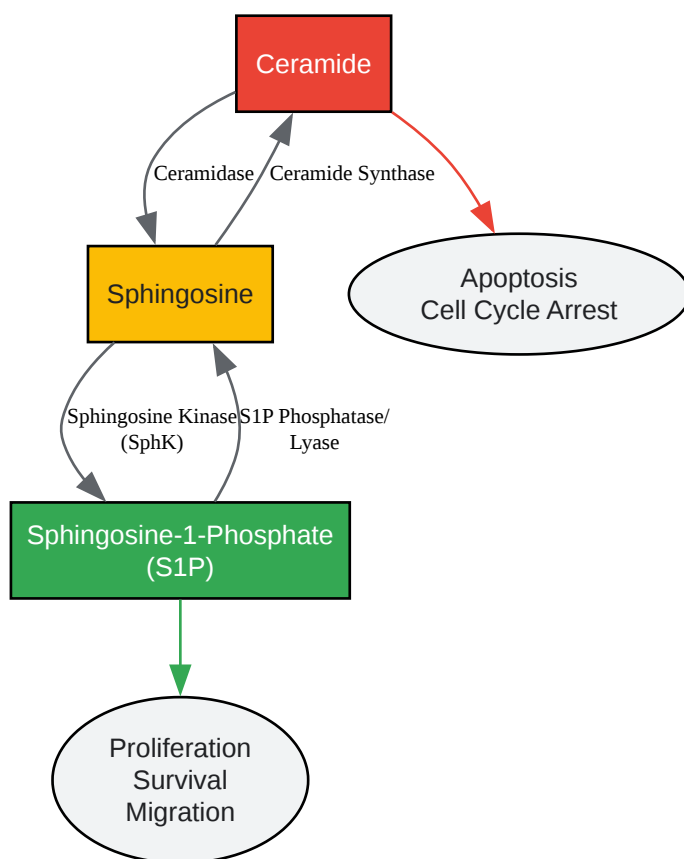 Ceramide
Ceramidase
Ceramide Synthase
Sphingosine
Apoptosis
Cell Cycle Arrest
Sphingosine Kinase
(SphK)
S1P Phosphatase/
Lyase
Sphingosine-1-Phosphate
(S1P)
Proliferation
Survival
Migration